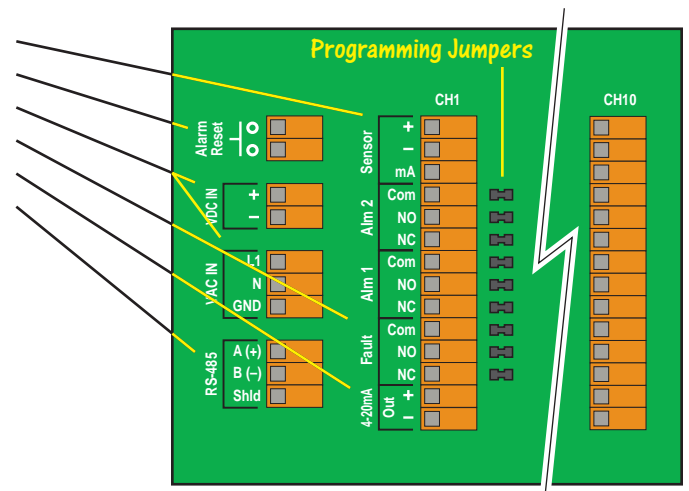 Programming Jumpers
CH1
CH10
Alarm
Reset
VDC IN
+
–
VAC IN
L1
N
GND
RS-485
A (+)
B (–)
Shld
Sensor
+
–
mA
Alm 2
Com
NO
NC
Alm 1
Com
NO
NC
Fault
Com
NO
NC
4-20mA
Out
+
–